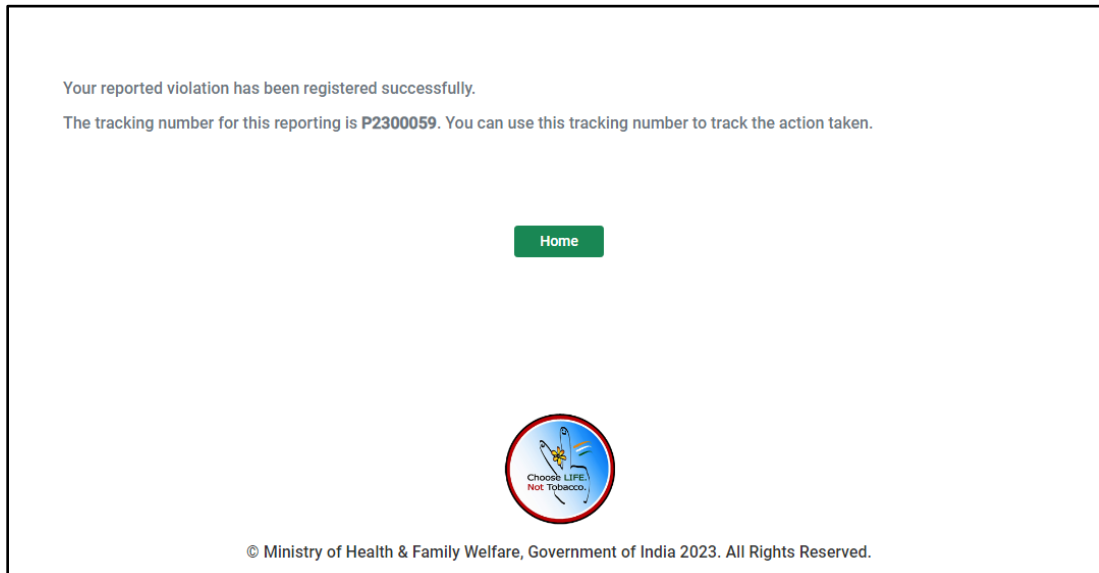 Your reported violation has been registered successfully.
The tracking number for this reporting is P2300059. You can use this tracking number to track the action taken.
Home
Choose LIFE.
Not Tobacco.
© Ministry of Health & Family Welfare, Government of India 2023. All Rights Reserved.